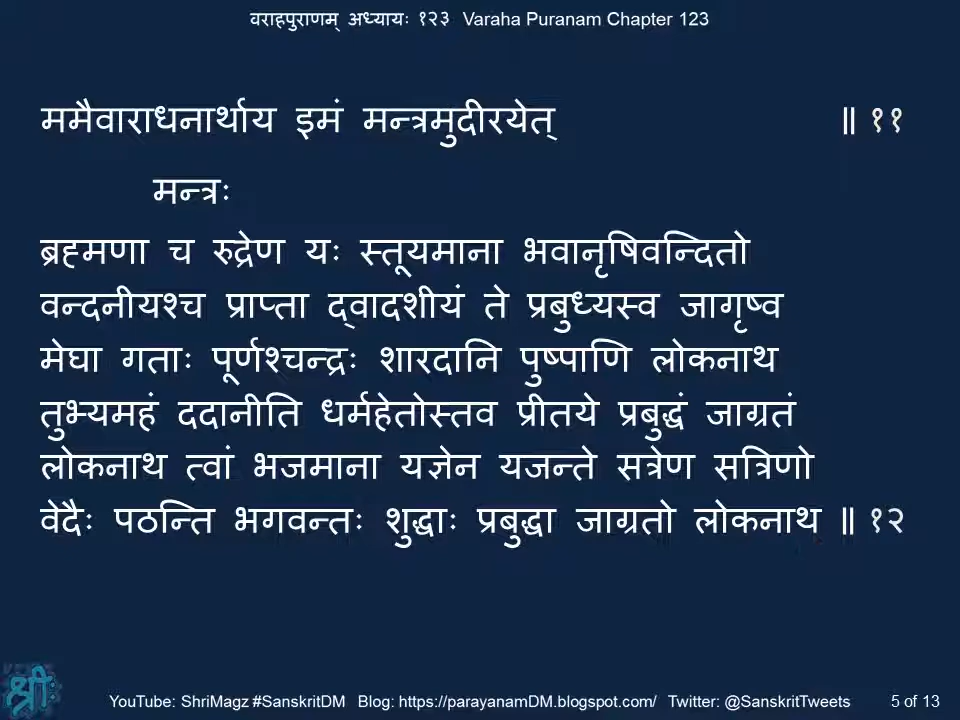 वराहपुराणम् अध्यायः १२३ Varaha Puranam Chapter 123
ममैवाराधनार्थाय इमं मन्त्रमुदीरयेत् ॥ ११
मन्त्रः
ब्रह्मणा च रुद्रेण यः स्तूयमाना भवानृषिवन्दितो
वन्दनीयश्च प्राप्ता द्वादशीयं ते प्रबुध्यस्व जागृष्व
मेघा गताः पूर्णश्चन्द्रः शारदानि पुष्पाणि लोकनाथ
तुभ्यमहं ददानीति धर्महेतोस्तव प्रीतये प्रबुद्धं जाग्रतं
लोकनाथ त्वां भजमाना यज्ञेन यजन्ते सत्रेण सत्रिणो
वेदैः पठन्ति भगवन्तः शुद्धाः प्रबुद्धा जाग्रतो लोकनाथ ॥ १२
श्रीः
YouTube: ShriMagz #SanskritDM Blog: https://parayanamDM.blogspot.com/ Twitter: @SanskritTweets 5 of 13